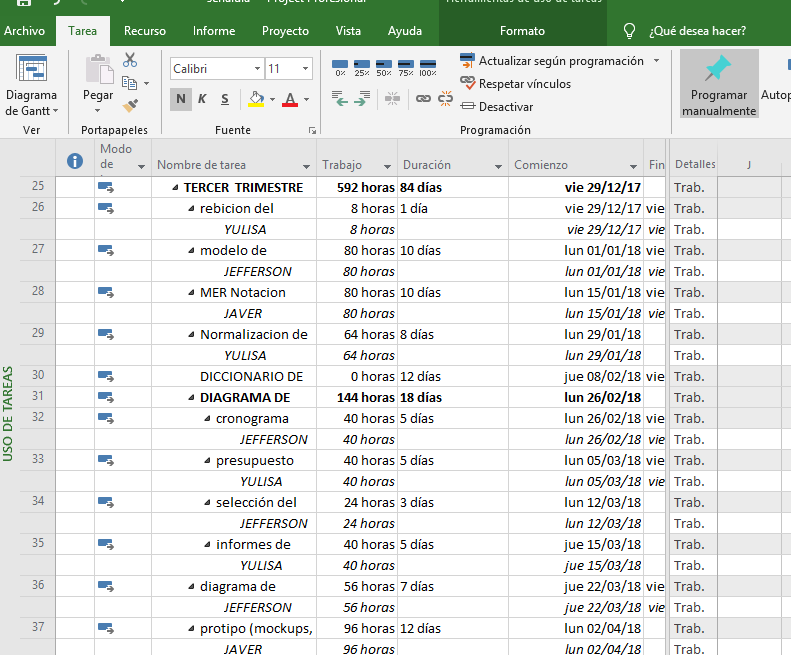 Archivo Tarea Recurso Informe Proyecto Vista Ayuda Formato ¿Qué desea hacer?
Diagrama de Gantt
Ver
Pegar
Portapapeles
Calibri 11
N K S
Fuente
0% 25% 50% 75% 100%
Actualizar según programación
Respetar vínculos
Desactivar
Programación
Programar manualmente
Modo de Nombre de tarea Trabajo Duración Comienzo Fin Detalles J
USO DE TAREAS
25 TERCER TRIMESTRE 592 horas 84 días vie 29/12/17 Trab.
26 rebicion del 8 horas 1 día vie 29/12/17 vie Trab.
YULISA 8 horas vie 29/12/17 vie Trab.
27 modelo de 80 horas 10 días lun 01/01/18 vie Trab.
JEFFERSON 80 horas lun 01/01/18 vie Trab.
28 MER Notacion 80 horas 10 días lun 15/01/18 vie Trab.
JAVER 80 horas lun 15/01/18 vie Trab.
29 Normalizacion de 64 horas 8 días lun 29/01/18 Trab.
YULISA 64 horas lun 29/01/18 Trab.
30 DICCIONARIO DE 0 horas 12 días jue 08/02/18 vie Trab.
31 DIAGRAMA DE 144 horas 18 días lun 26/02/18 Trab.
32 cronograma 40 horas 5 días lun 26/02/18 vie Trab.
JEFFERSON 40 horas lun 26/02/18 vie Trab.
33 presupuesto 40 horas 5 días lun 05/03/18 vie Trab.
YULISA 40 horas lun 05/03/18 vie Trab.
34 selección del 24 horas 3 días lun 12/03/18 Trab.
JEFFERSON 24 horas lun 12/03/18 Trab.
35 informes de 40 horas 5 días jue 15/03/18 Trab.
YULISA 40 horas jue 15/03/18 Trab.
36 diagrama de 56 horas 7 días jue 22/03/18 vie Trab.
JEFFERSON 56 horas jue 22/03/18 vie Trab.
37 protipo (mockups, 96 horas 12 días lun 02/04/18 Trab.
JAVER 96 horas lun 02/04/18 Trab.